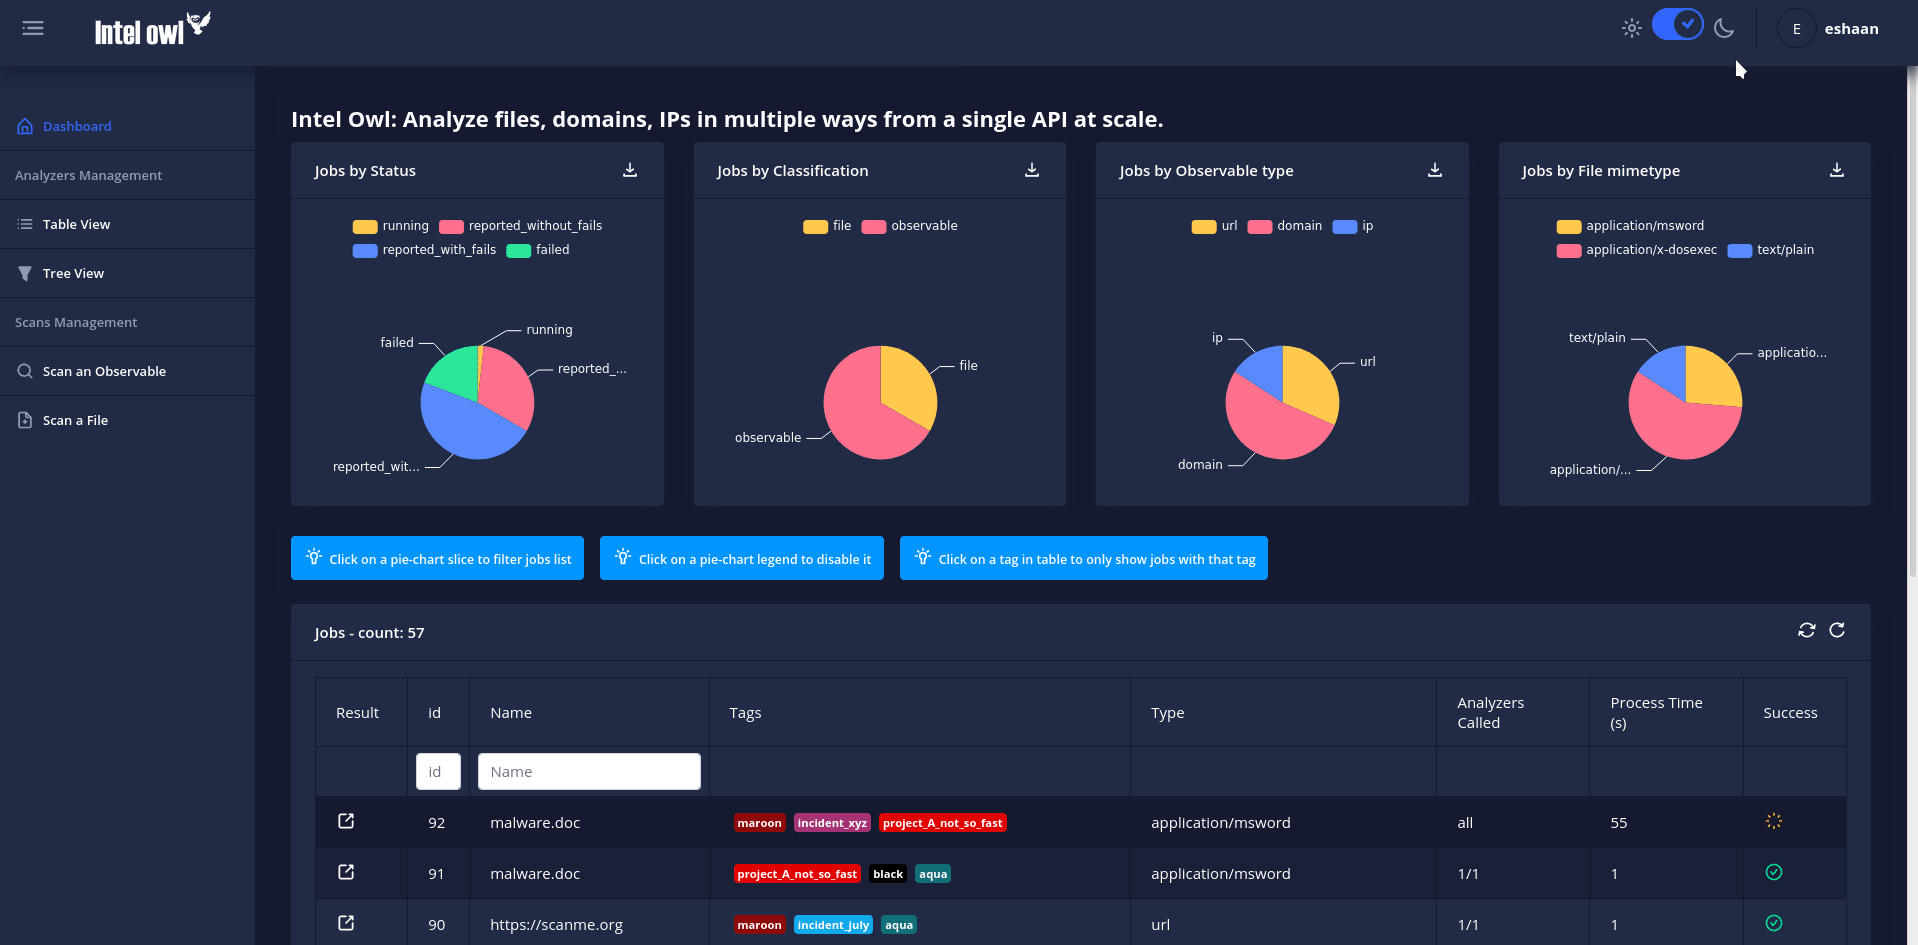 Intel owl
E eshaan
Dashboard
Analyzers Management
Table View
Tree View
Scans Management
Scan an Observable
Scan a File
Intel Owl: Analyze files, domains, IPs in multiple ways from a single API at scale.
Jobs by Status
running reported_without_fails
reported_with_fails failed
running
failed
reported_...
reported_wit...
Jobs by Classification
file observable
file
observable
Jobs by Observable type
url domain ip
ip
url
domain
Jobs by File mimetype
application/msword
application/x-dosexec text/plain
text/plain
applicatio...
application/...
Click on a pie-chart slice to filter jobs list
Click on a pie-chart legend to disable it
Click on a tag in table to only show jobs with that tag
Jobs - count: 57
Result id Name Tags Type Analyzers Called Process Time (s) Success
id Name
92 malware.doc maroon incident_xyz project_A_not_so_fast application/msword all 55
91 malware.doc project_A_not_so_fast black aqua application/msword 1/1 1
90 https://scanme.org maroon incident_july aqua url 1/1 1